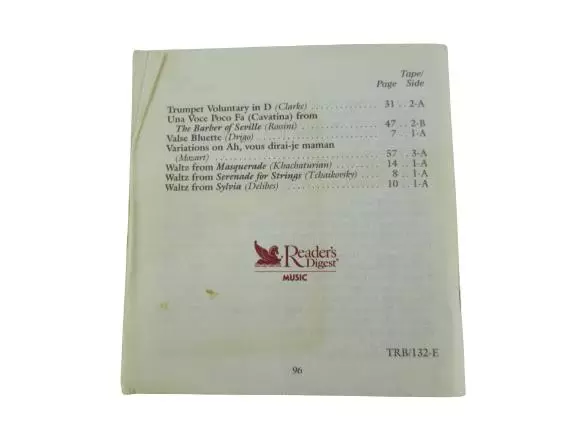 Tape/
Page Side
Trumpet Voluntary in D (Clarke) . . . . . . . . . . . . . . . 31 . . 2-A
Una Voce Poco Fa (Cavatina) from
The Barber of Seville (Rossini) . . . . . . . . . . . . . . . . 47 . . 2-B
Valse Bluette (Drigo) . . . . . . . . . . . . . . . . . . . . . . . 7 . . 1-A
Variations on Ah, vous dirai-je maman
(Mozart) . . . . . . . . . . . . . . . . . . . . . . . . . . . . . . . . 57 . . 3-A
Waltz from Masquerade (Khachaturian) . . . . . . . 14 . . 1-A
Waltz from Serenade for Strings (Tchaikovsky) . . . . 8 . . 1-A
Waltz from Sylvia (Delibes) . . . . . . . . . . . . . . . . . . 10 . . 1-A
Reader's
Digest®
MUSIC
TRB/132-E
96